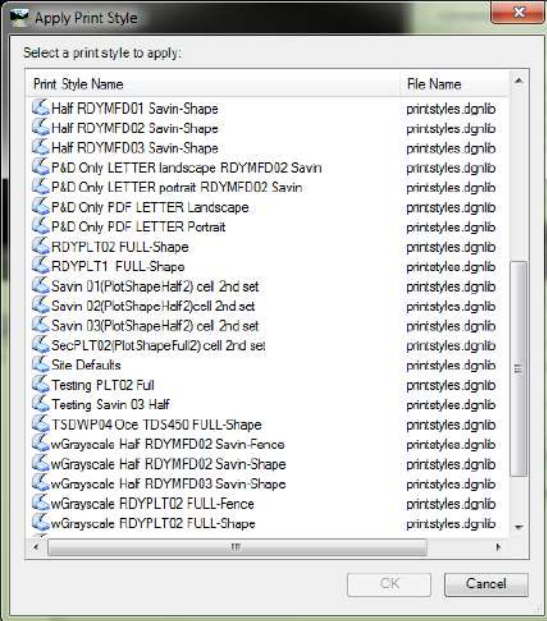 Apply Print Style
Select a print style to apply:
Print Style Name File Name
Half RDYMFD01 Savin-Shape printstyles.dgnlib
Half RDYMFD02 Savin-Shape printstyles.dgnlib
Half RDYMFD03 Savin-Shape printstyles.dgnlib
P&D Only LETTER landscape RDYMFD02 Savin printstyles.dgnlib
P&D Only LETTER portrait RDYMFD02 Savin printstyles.dgnlib
P&D Only PDF LETTER Landscape printstyles.dgnlib
P&D Only PDF LETTER Portrait printstyles.dgnlib
RDYPLT02 FULL-Shape printstyles.dgnlib
RDYPLT1 FULL-Shape printstyles.dgnlib
Savin 01(PlotShapeHalf2) cell 2nd set printstyles.dgnlib
Savin 02(PlotShapeHalf2)cell 2nd set printstyles.dgnlib
Savin 03(PlotShapeHalf2) cell 2nd set printstyles.dgnlib
SecPLT02(PlotShapeFull2) cell 2nd set printstyles.dgnlib
Site Defaults printstyles.dgnlib
Testing PLT02 Full printstyles.dgnlib
Testing Savin 03 Half printstyles.dgnlib
TSDWP04 Oce TDS450 FULL-Shape printstyles.dgnlib
wGrayscale Half RDYMFD02 Savin-Fence printstyles.dgnlib
wGrayscale Half RDYMFD02 Savin-Shape printstyles.dgnlib
wGrayscale Half RDYMFD03 Savin-Shape printstyles.dgnlib
wGrayscale RDYPLT02 FULL-Fence printstyles.dgnlib
wGrayscale RDYPLT02 FULL-Shape printstyles.dgnlib
OK Cancel